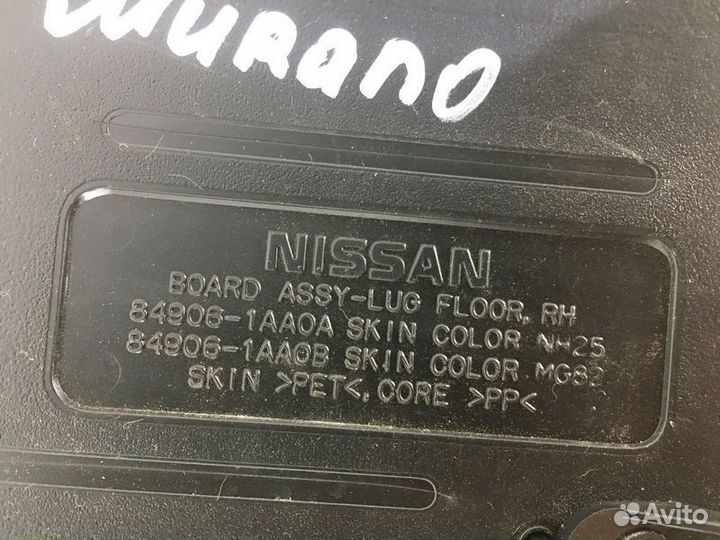 murano
NISSAN
BOARD ASSY-LUG FLOOR, RH
84906-1AA0A SKIN COLOR NH25
84906-1AA0B SKIN COLOR MG82
SKIN >PET<, CORE >PP<
Avito